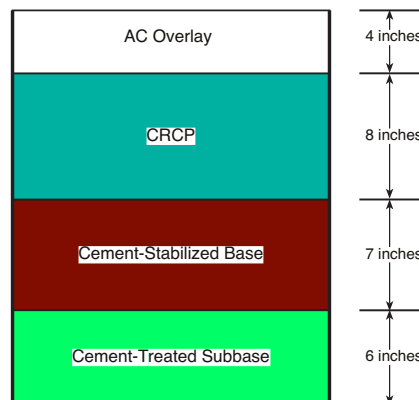 AC Overlay
4 inches
CRCP
8 inches
Cement-Stabilized Base
7 inches
Cement-Treated Subbase
6 inches